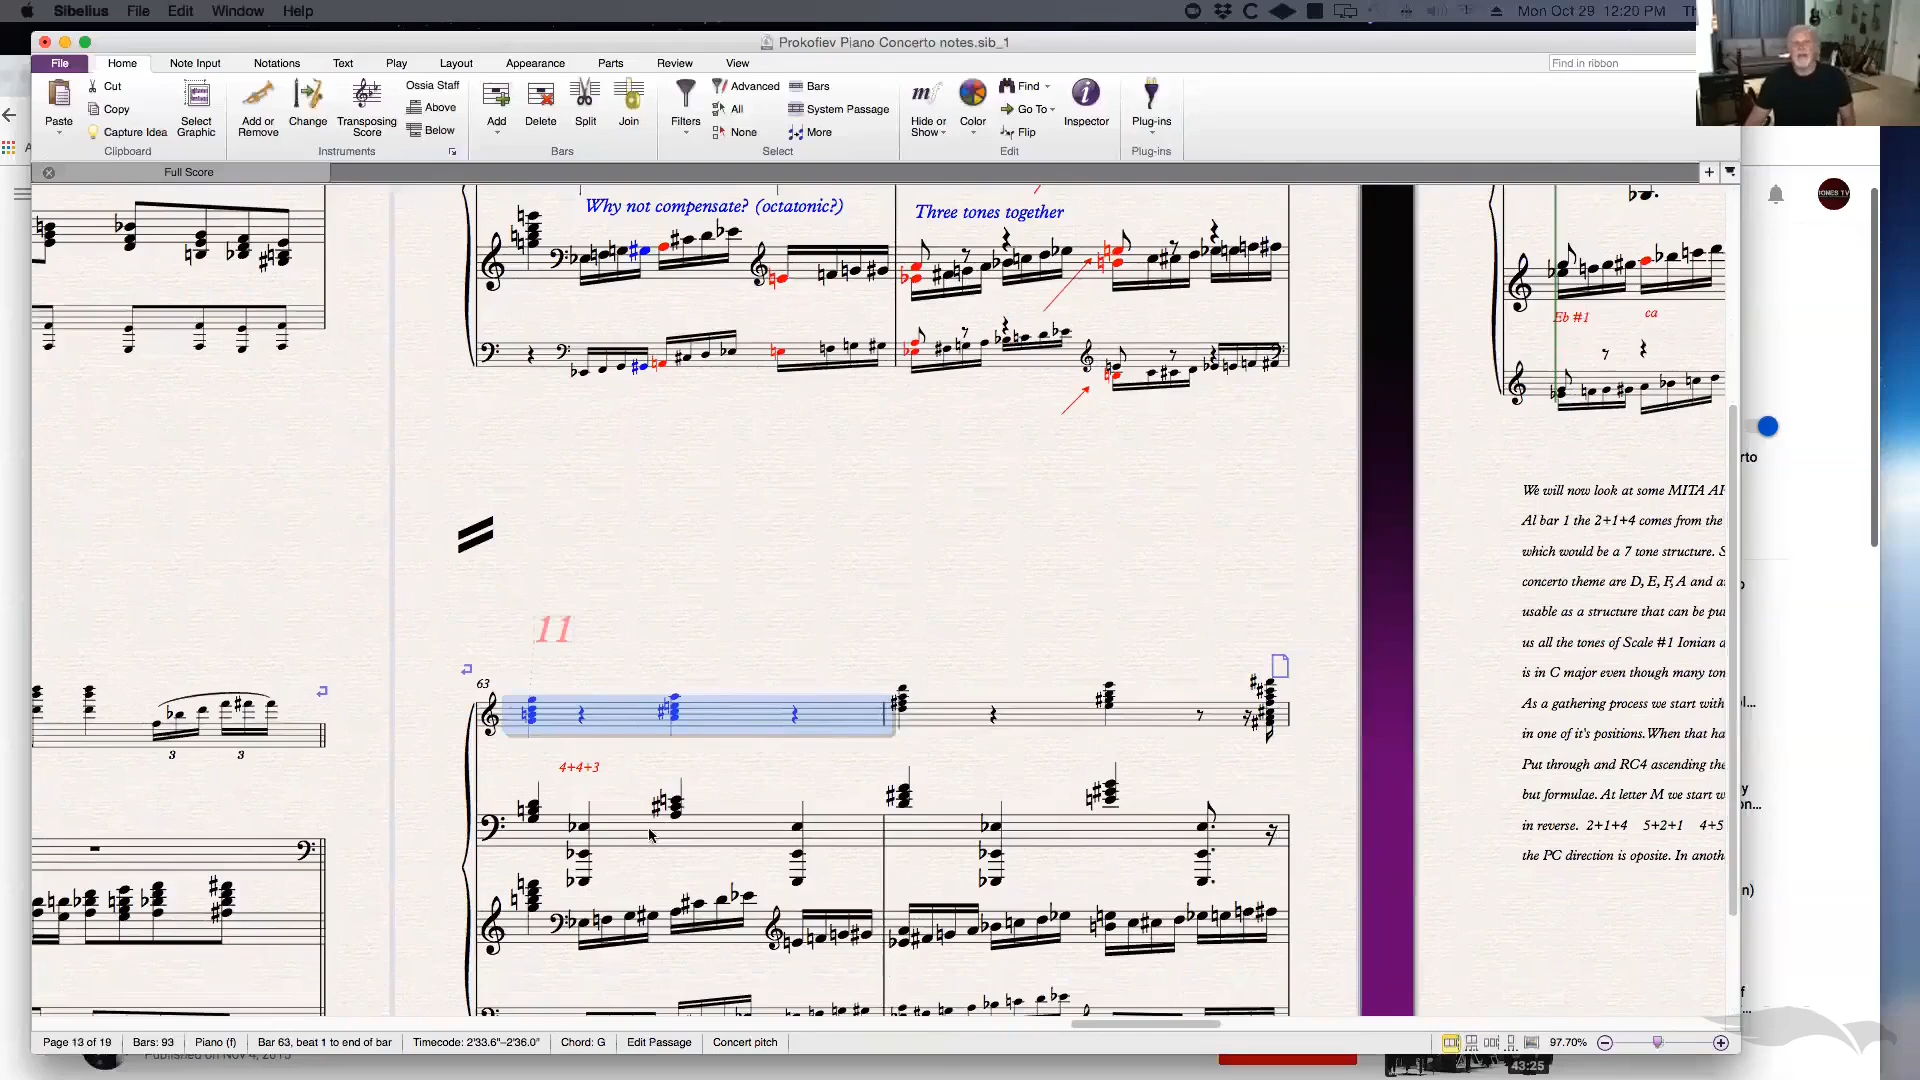 Sibelius File Edit Window Help Mon Oct 29 12:20 PM
Prokofiev Piano Concerto notes.sib_1
File Home Note Input Notations Text Play Layout Appearance Parts Review View Find in ribbon
Cut Ossia Staff Advanced Bars Find
Copy Above All System Passage Go To
Paste Capture Idea Select Graphic Add or Remove Change Transposing Score Below Add Delete Split Join Filters None More Hide or Show Color Flip Inspector Plug-ins
Clipboard Instruments Bars Select Edit Plug-ins
Full Score
JONES TV
Why not compensate? (octatonic?) Three tones together
Eb #1 ca
rto
We will now look at some MITA
Al bar 1 the 2+1+4 comes from the
which would be a 7 tone structure.
concerto theme are D, E, F, A and
usable as a structure that can be
us all the tones of Scale #1 Ionian
is in C major even though many
As a gathering process we start with
in one of it's positions. When that
Put through and RC4 ascending the
but formulae. At letter M we start
in reverse. 2+1+4 5+2+1 4+5
the PC direction is oposite. In
11
63
4+4+3
3 3
on...
Page 13 of 19 Bars: 93 Piano (f) Bar 63, beat 1 to end of bar Timecode: 2'33.6"–2'36.0" Chord: G Edit Passage Concert pitch 97.70%
43:25